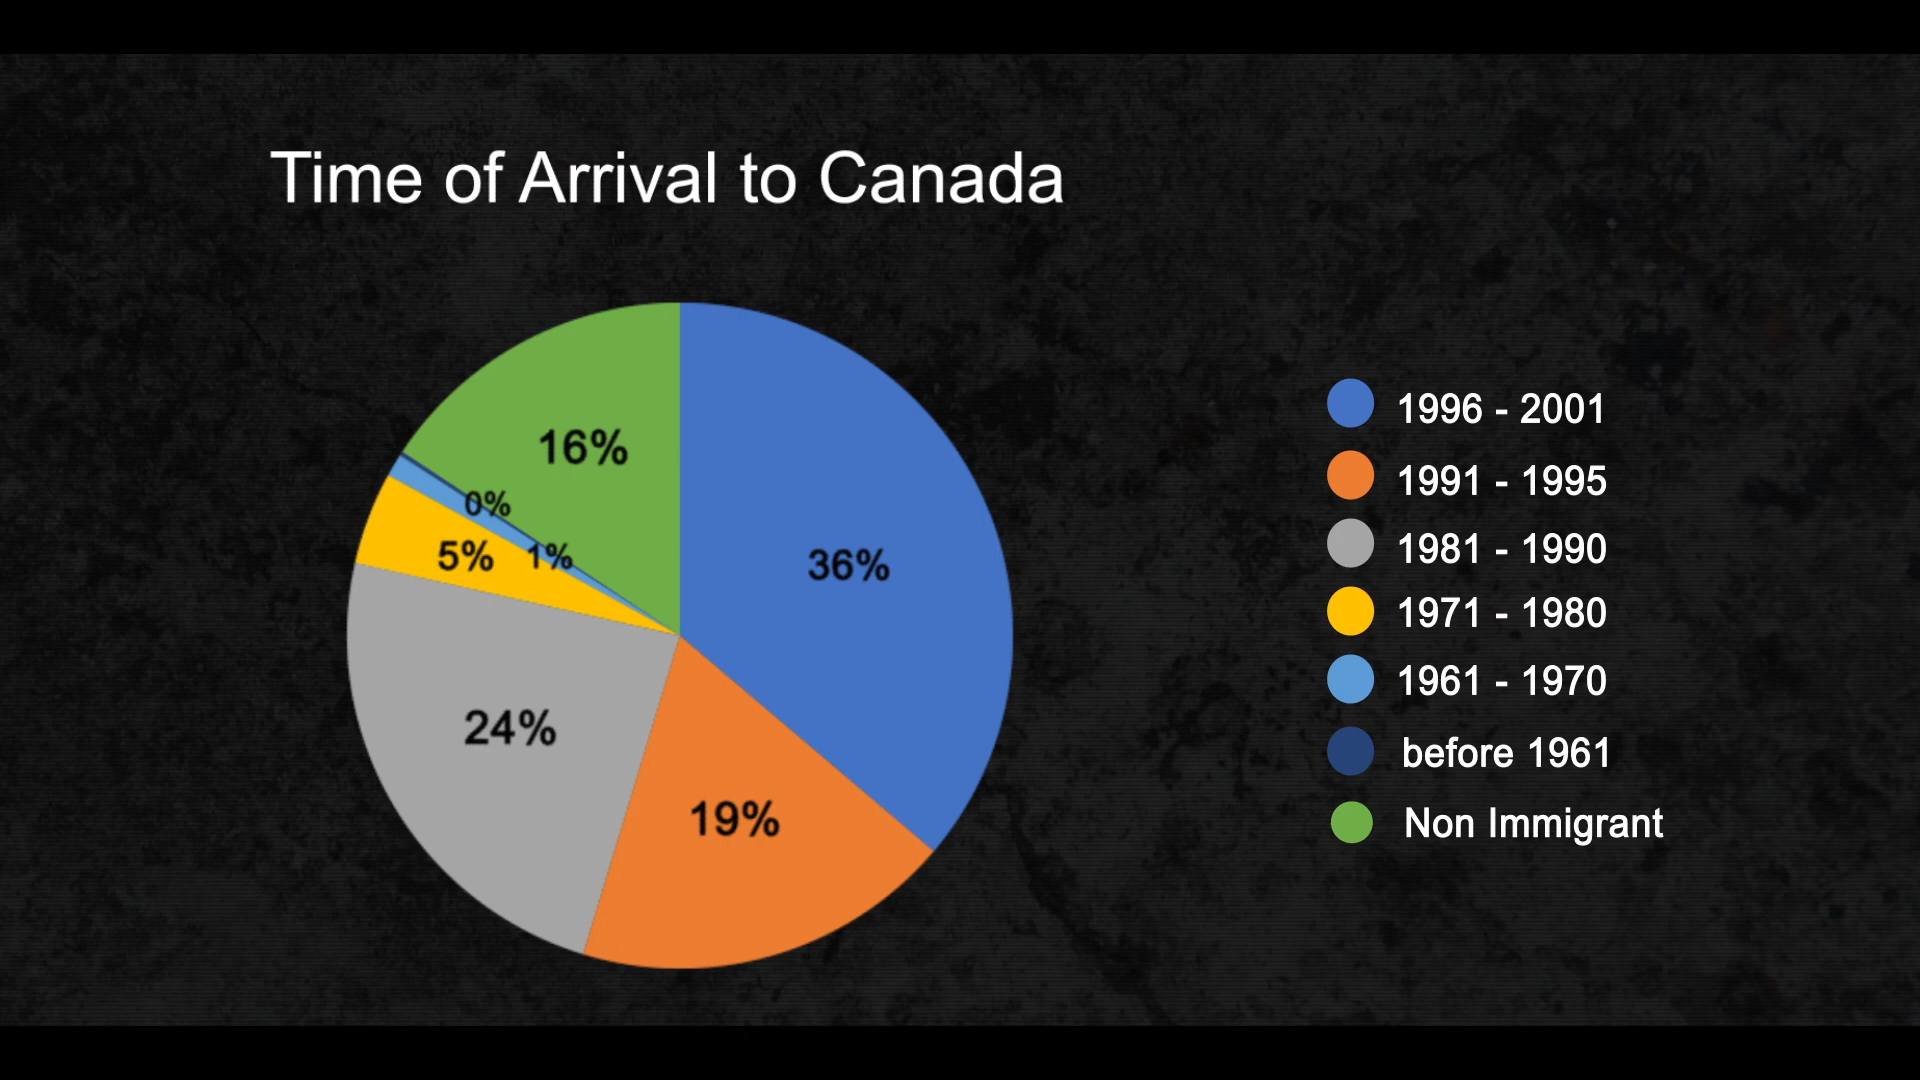 Time of Arrival to Canada
16%
36%
0%
5%
1%
24%
19%
1996 - 2001
1991 - 1995
1981 - 1990
1971 - 1980
1961 - 1970
before 1961
Non Immigrant